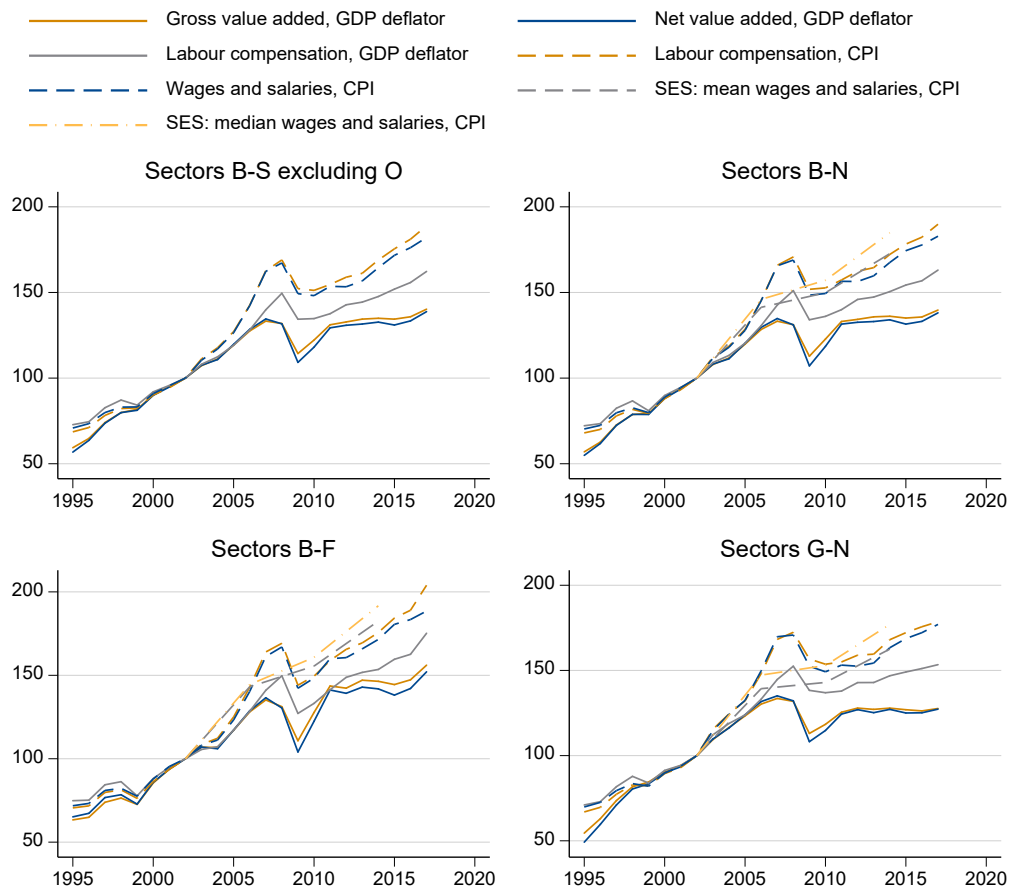 Gross value added, GDP deflator
Net value added, GDP deflator
Labour compensation, GDP deflator
Labour compensation, CPI
Wages and salaries, CPI
SES: mean wages and salaries, CPI
SES: median wages and salaries, CPI
Sectors B-S excluding O
200
150
100
50
1995 2000 2005 2010 2015 2020
Sectors B-N
200
150
100
50
1995 2000 2005 2010 2015 2020
Sectors B-F
200
150
100
50
1995 2000 2005 2010 2015 2020
Sectors G-N
200
150
100
50
1995 2000 2005 2010 2015 2020